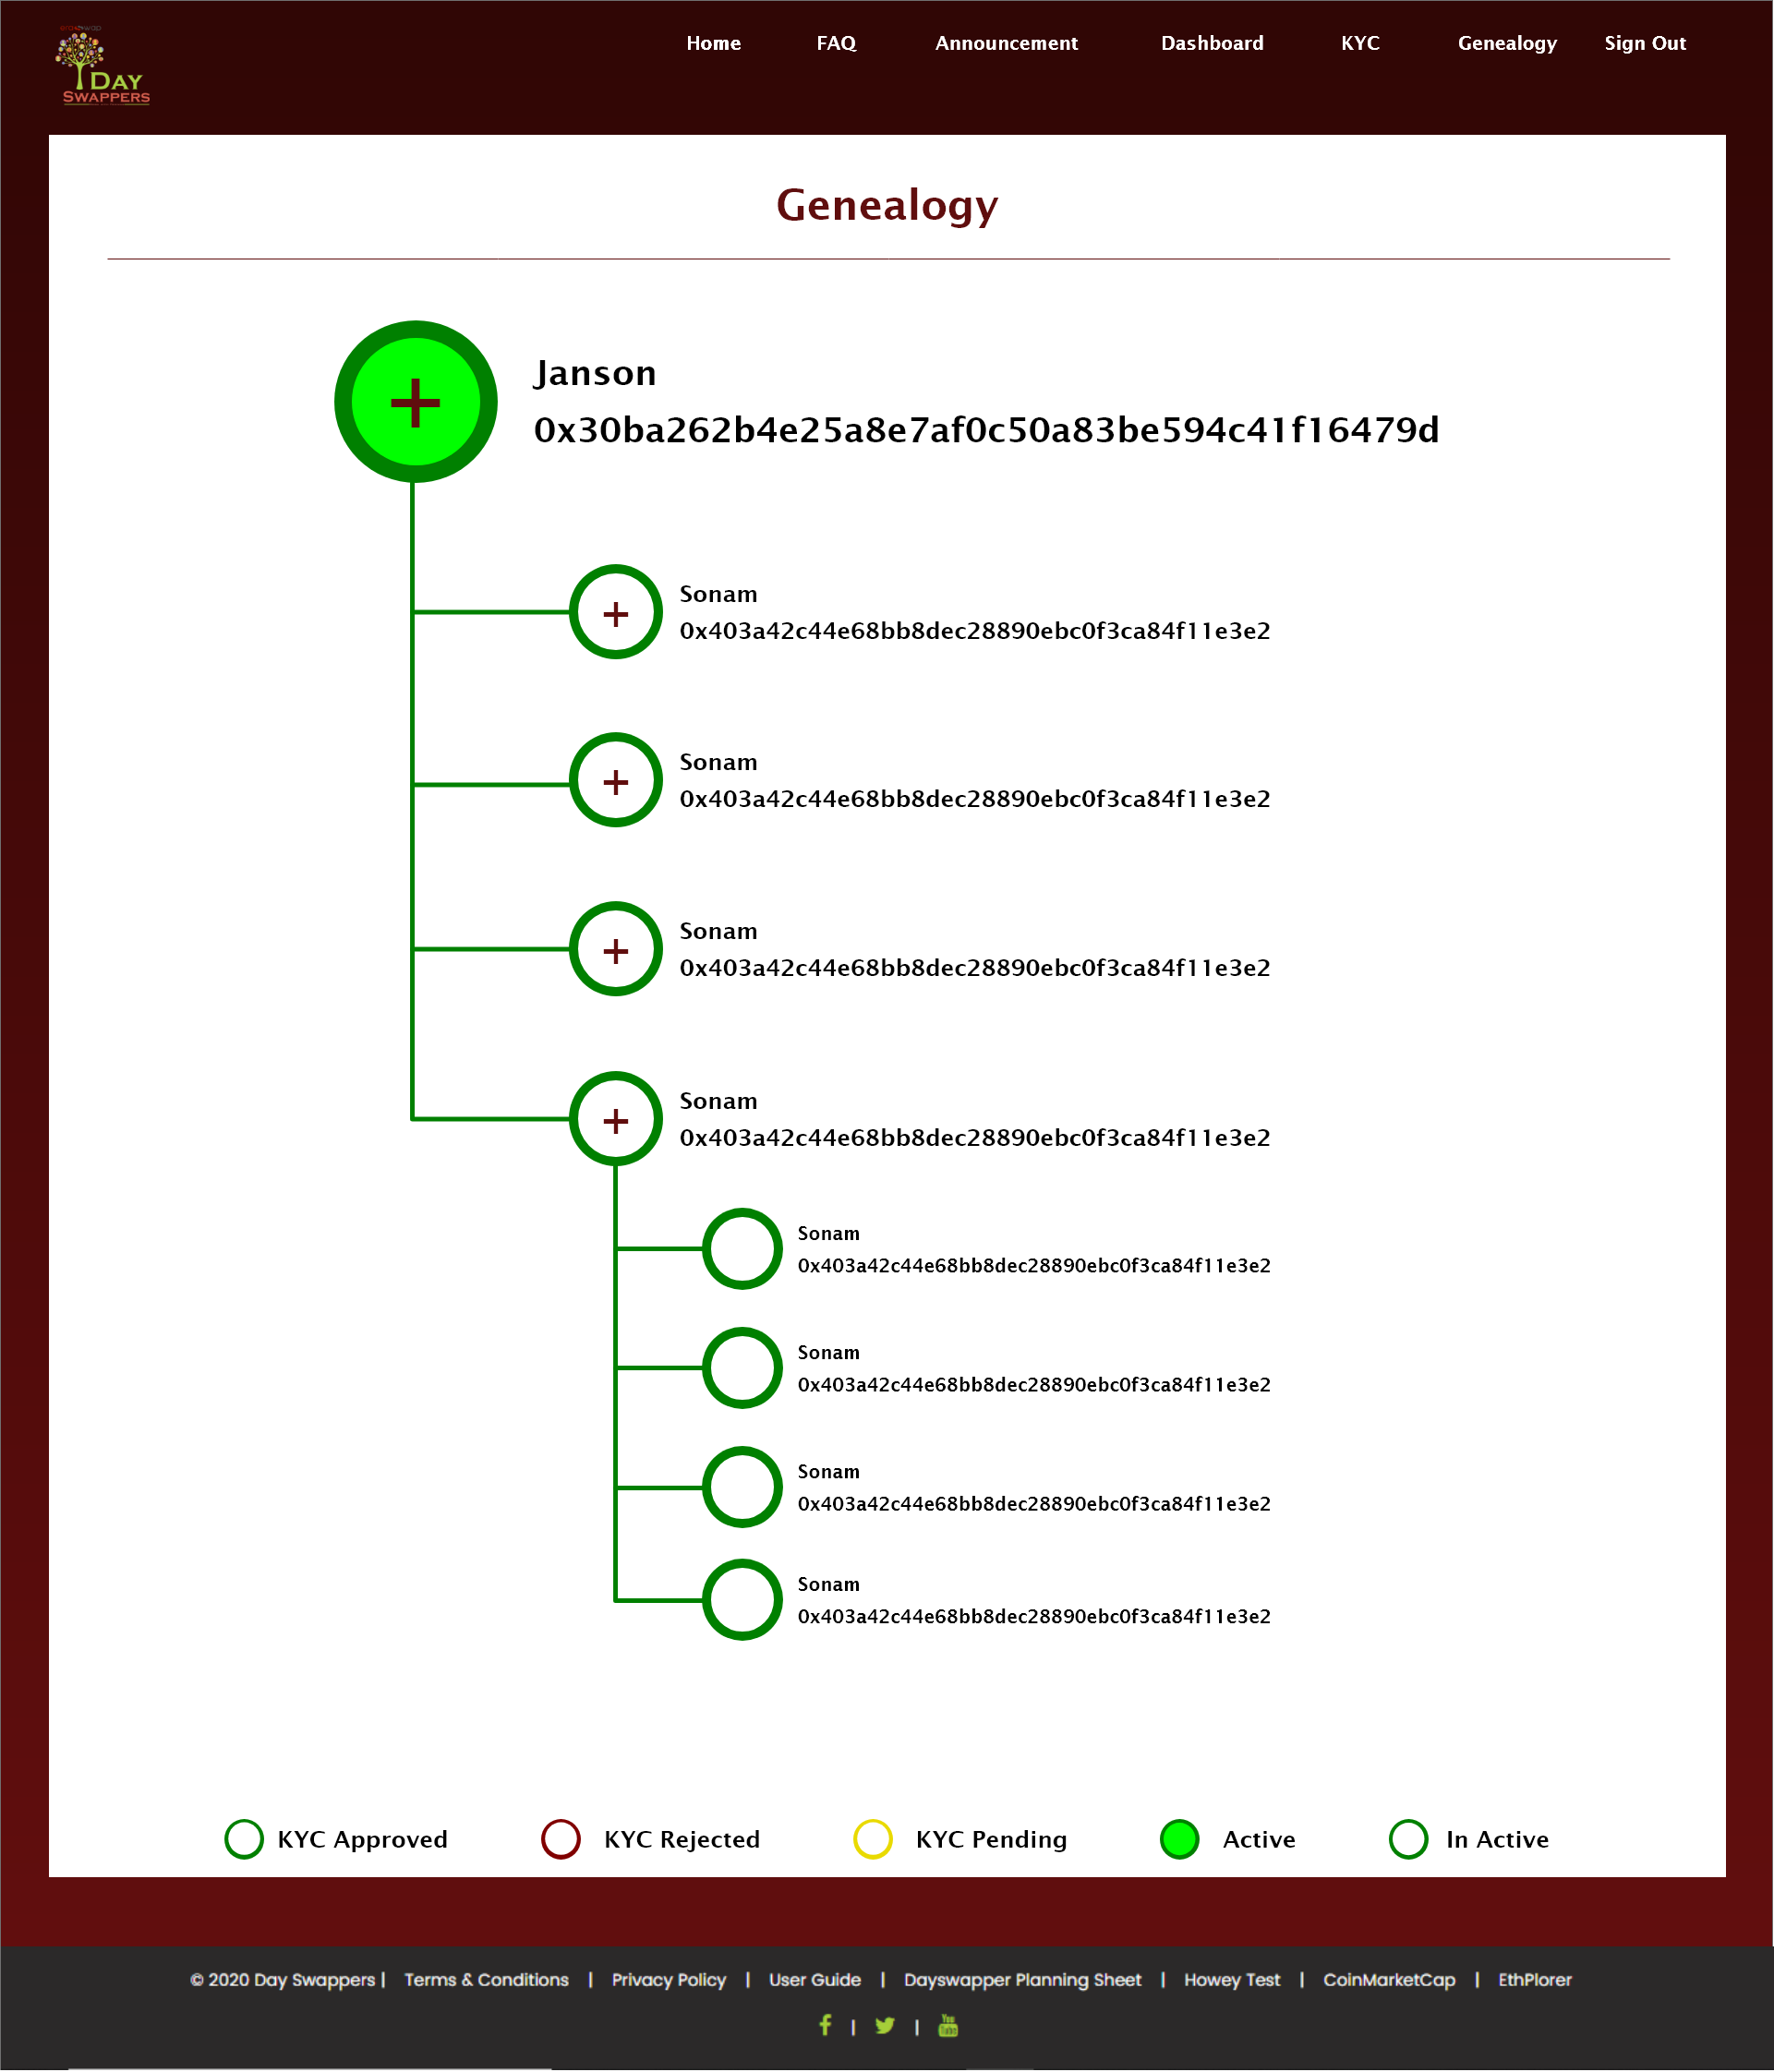 DAY
SWAPPERS
Home FAQ Announcement Dashboard KYC Genealogy Sign Out
Genealogy
+
Janson
0x30ba262b4e25a8e7af0c50a83be594c41f16479d
+
Sonam
0x403a42c44e68bb8dec28890ebc0f3ca84f11e3e2
+
Sonam
0x403a42c44e68bb8dec28890ebc0f3ca84f11e3e2
+
Sonam
0x403a42c44e68bb8dec28890ebc0f3ca84f11e3e2
+
Sonam
0x403a42c44e68bb8dec28890ebc0f3ca84f11e3e2
Sonam
0x403a42c44e68bb8dec28890ebc0f3ca84f11e3e2
Sonam
0x403a42c44e68bb8dec28890ebc0f3ca84f11e3e2
Sonam
0x403a42c44e68bb8dec28890ebc0f3ca84f11e3e2
Sonam
0x403a42c44e68bb8dec28890ebc0f3ca84f11e3e2
KYC Approved KYC Rejected KYC Pending Active In Active
© 2020 Day Swappers | Terms & Conditions | Privacy Policy | User Guide | Dayswapper Planning Sheet | Howey Test | CoinMarketCap | EthPlorer
f | | You Tube